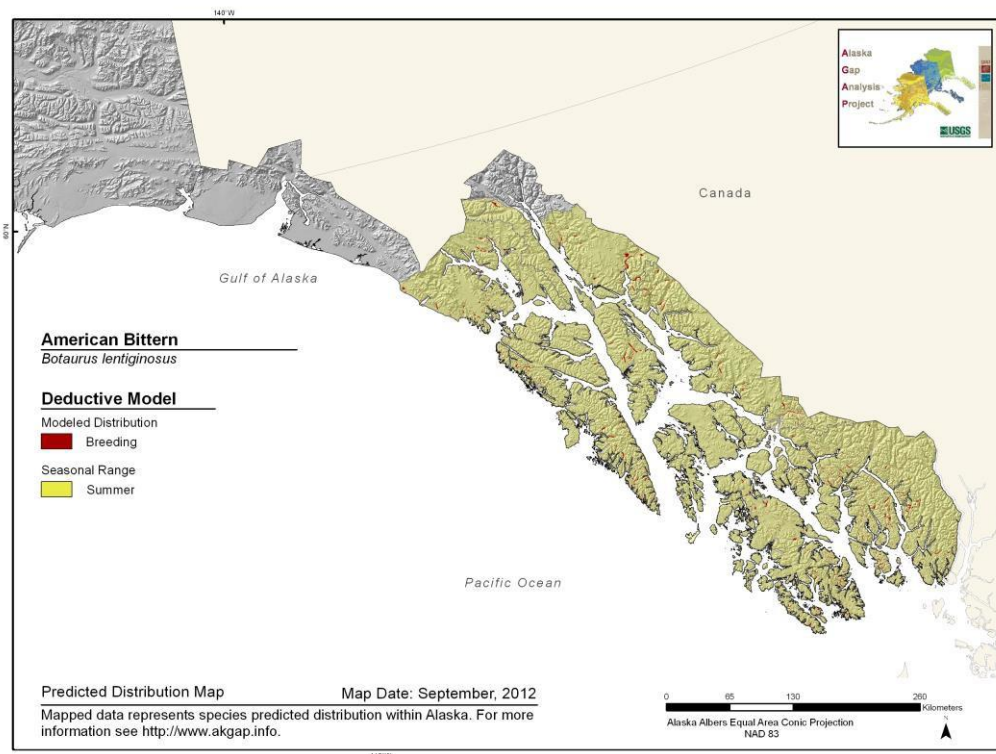 140°W
Alaska
Gap
Analysis
Project
USGS
Canada
60°N
Gulf of Alaska
American Bittern
Botaurus lentiginosus
Deductive Model
Modeled Distribution
Breeding
Seasonal Range
Summer
Pacific Ocean
Predicted Distribution Map Map Date: September, 2012
Mapped data represents species predicted distribution within Alaska. For more
information see http://www.akgap.info.
0 65 130 260
Kilometers
Alaska Albers Equal Area Conic Projection
NAD 83
N